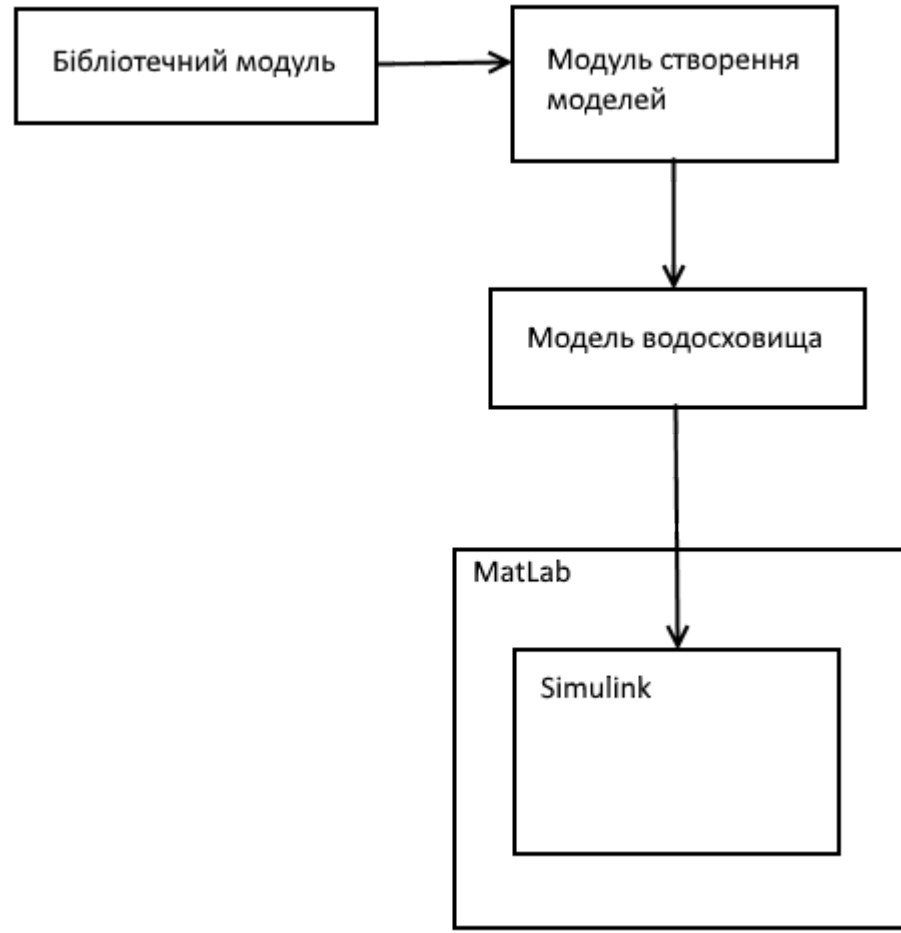 Бібліотечний модуль
Модуль створення
моделей
Модель водосховища
MatLab
Simulink